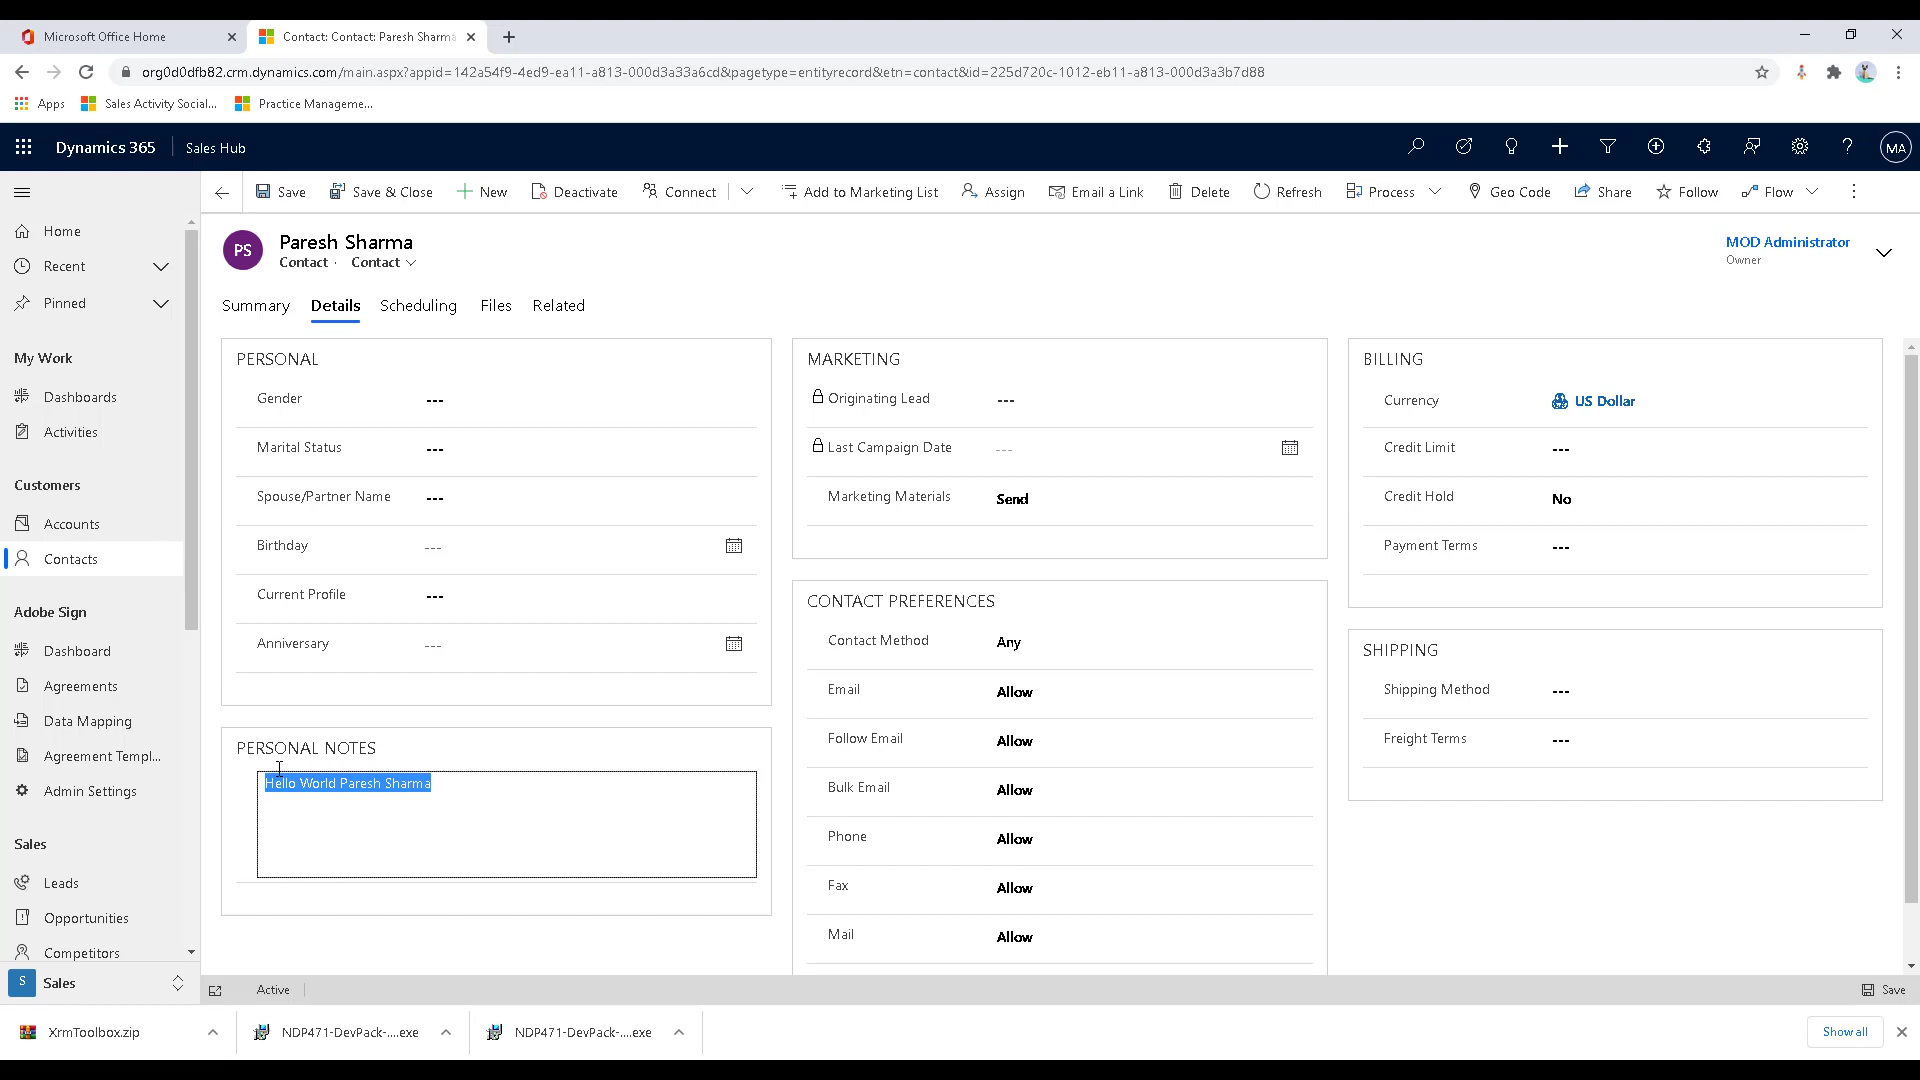 Microsoft Office Home
Contact: Contact: Paresh Sharma
org0d0dfb82.crm.dynamics.com/main.aspx?appid=142a54f9-4ed9-ea11-a813-000d3a33a6cd&pagetype=entityrecord&etn=contact&id=225d720c-1012-eb11-a813-000d3a3b7d88
Apps
Sales Activity Social...
Practice Manageme...
Dynamics 365
Sales Hub
MA
Save
Save & Close
New
Deactivate
Connect
Add to Marketing List
Assign
Email a Link
Delete
Refresh
Process
Geo Code
Share
Follow
Flow
Home
Recent
Pinned
My Work
Dashboards
Activities
Customers
Accounts
Contacts
Adobe Sign
Dashboard
Agreements
Data Mapping
Agreement Templ...
Admin Settings
Sales
Leads
Opportunities
Competitors
S
Sales
PS
Paresh Sharma
Contact · Contact
MOD Administrator
Owner
Summary
Details
Scheduling
Files
Related
PERSONAL
Gender ---
Marital Status ---
Spouse/Partner Name ---
Birthday ---
Current Profile ---
Anniversary ---
PERSONAL NOTES
Hello World Paresh Sharma
MARKETING
Originating Lead ---
Last Campaign Date ---
Marketing Materials Send
CONTACT PREFERENCES
Contact Method Any
Email Allow
Follow Email Allow
Bulk Email Allow
Phone Allow
Fax Allow
Mail Allow
BILLING
Currency US Dollar
Credit Limit ---
Credit Hold No
Payment Terms ---
SHIPPING
Shipping Method ---
Freight Terms ---
Active
Save
XrmToolbox.zip
NDP471-DevPack-....exe
NDP471-DevPack-....exe
Show all